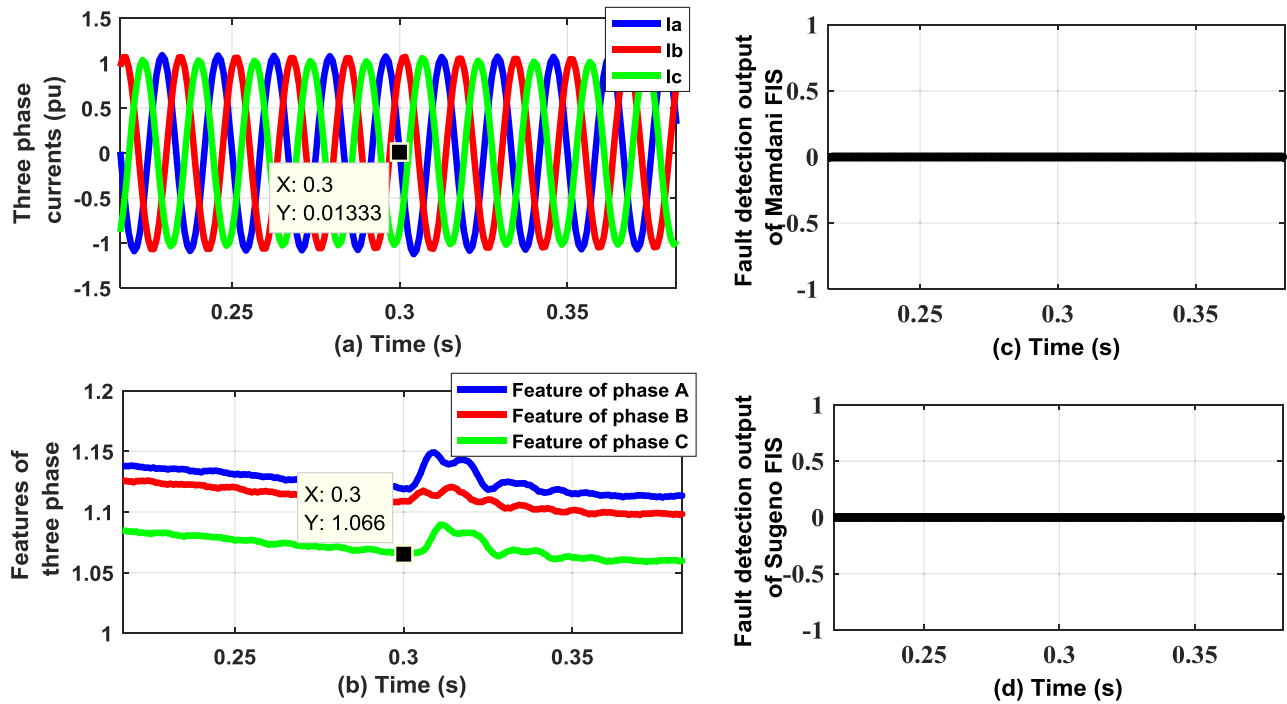 Three phase
currents (pu)
1.5
1
0.5
0
-0.5
-1
-1.5
Ia
Ib
Ic
X: 0.3
Y: 0.01333
0.25
0.3
0.35
(a) Time (s)
Features of
three phase
1.2
1.15
1.1
1.05
1
Feature of phase A
Feature of phase B
Feature of phase C
X: 0.3
Y: 1.066
0.25
0.3
0.35
(b) Time (s)
Fault detection output
of Mamdani FIS
1
0.5
0
-0.5
-1
0.25
0.3
0.35
(c) Time (s)
Fault detection output
of Sugeno FIS
1
0.5
0
-0.5
-1
0.25
0.3
0.35
(d) Time (s)